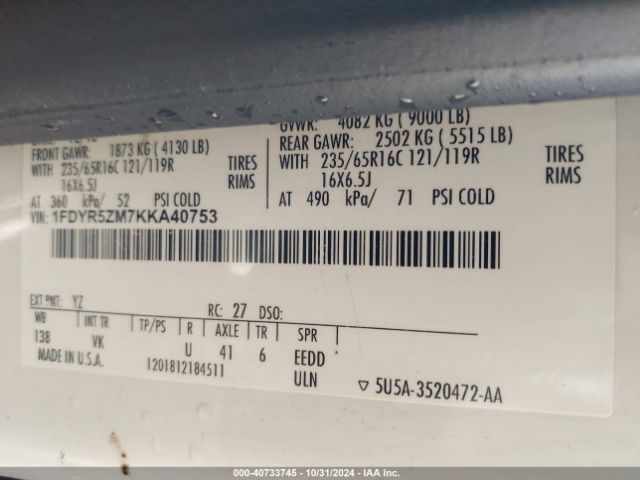 GVWR: 4082 KG ( 9000 LB)
FRONT GAWR: 1873 KG ( 4130 LB)
REAR GAWR: 2502 KG ( 5515 LB)
WITH 235/65R16C 121/119R TIRES
16X6.5J RIMS
WITH 235/65R16C 121/119R TIRES
16X6.5J RIMS
AT 360 kPa/ 52 PSI COLD
AT 490 kPa/ 71 PSI COLD
VIN: 1FDYR5ZM7KKA40753
EXT PNT: YZ RC: 27 DSO:
WB INT TR TP/PS R AXLE TR SPR
138 VK U 41 6 EEDD
MADE IN U.S.A. 1201812184511 ULN
5U5A-3520472-AA
000-40733745 - 10/31/2024 - IAA Inc.